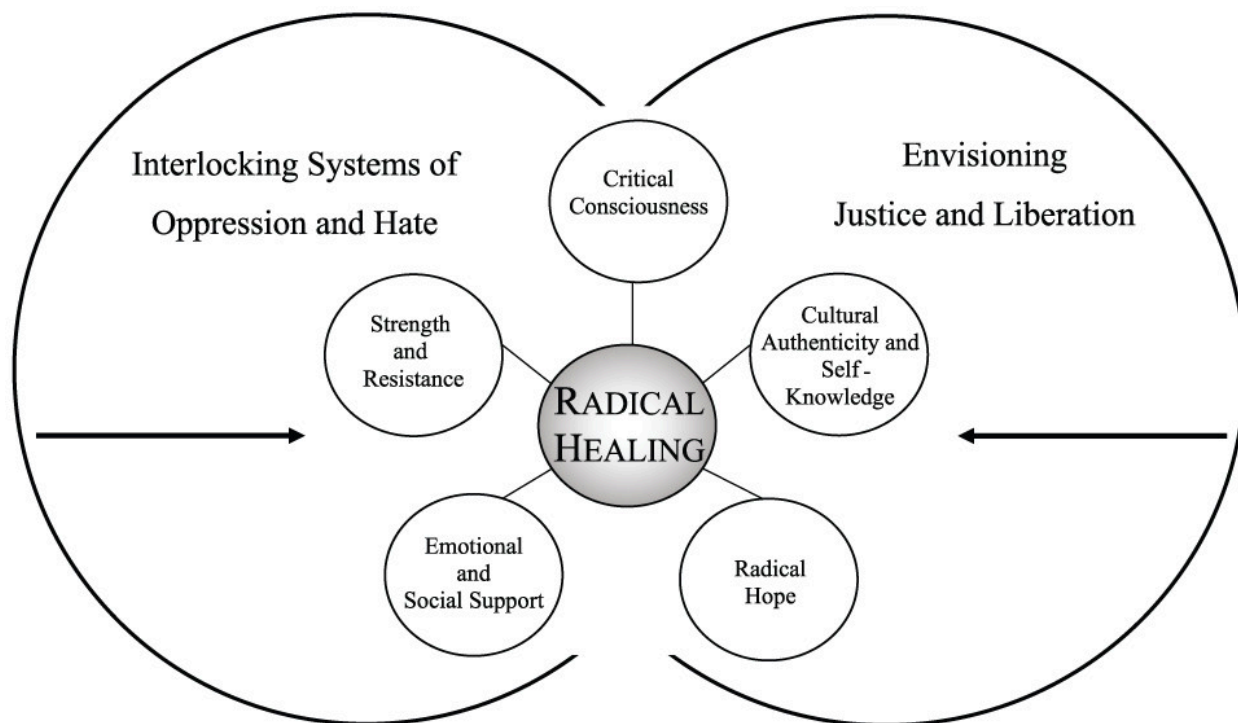 Interlocking Systems of
Oppression and Hate
Envisioning
Justice and Liberation
Critical
Consciousness
Strength
and
Resistance
Cultural
Authenticity and
Self -
Knowledge
RADICAL
HEALING
Emotional
and
Social Support
Radical
Hope